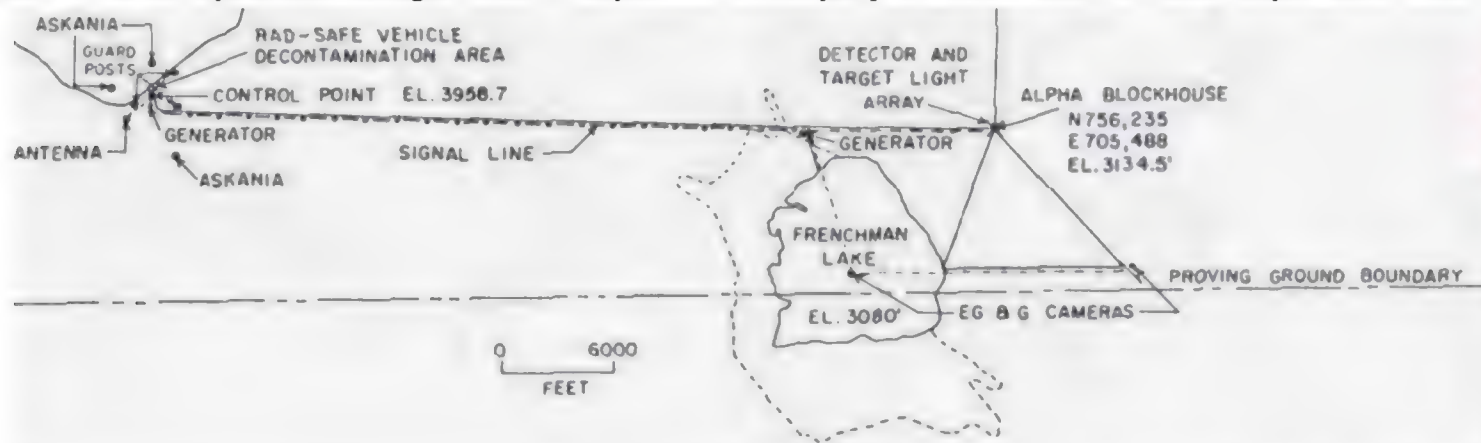 ASKANIA
GUARD
POSTS
RAD-SAFE VEHICLE
DECONTAMINATION AREA
CONTROL POINT EL. 3958.7
GENERATOR
ANTENNA
ASKANIA
SIGNAL LINE
DETECTOR AND
TARGET LIGHT
ARRAY
ALPHA BLOCKHOUSE
N 756,235
E 705,488
EL. 3134.5'
GENERATOR
FRENCHMAN
LAKE
PROVING GROUND BOUNDARY
EL. 3080'
EG & G CAMERAS
0 6000
FEET